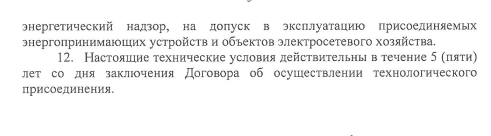 энергетический надзор, на допуск в эксплуатацию присоединяемых
энергопринимающих устройств и объектов электросетевого хозяйства.
12. Настоящие технические условия действительны в течение 5 (пяти)
лет со дня заключения Договора об осуществлении технологического
присоединения.